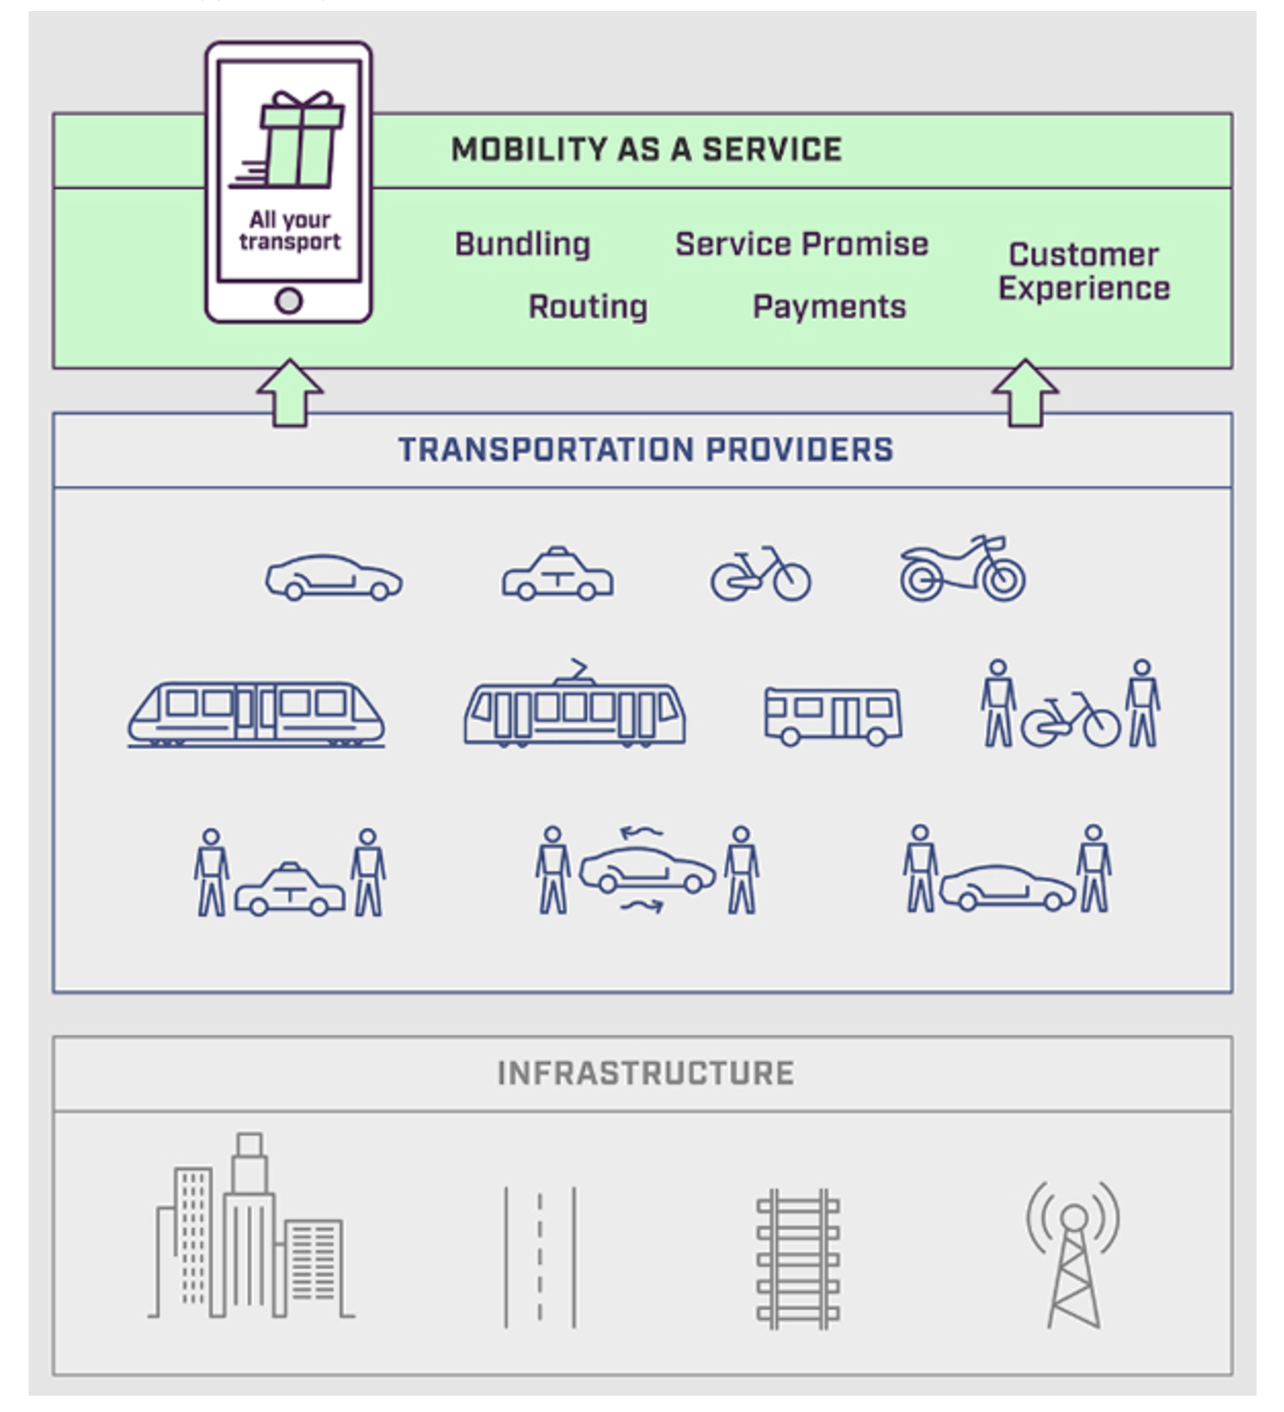 MOBILITY AS A SERVICE
All your
transport
Bundling
Service Promise
Customer
Experience
Routing
Payments
TRANSPORTATION PROVIDERS
INFRASTRUCTURE